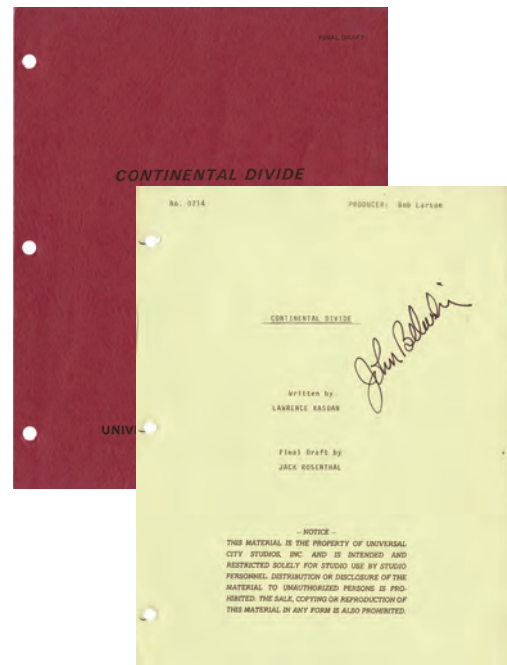 FINAL DRAFT
CONTINENTAL DIVIDE
UNIV
No. 0214
PRODUCER: Bob Larson
CONTINENTAL DIVIDE
John Belushi
Written by
LAWRENCE KASDAN
Final Draft by
JACK ROSENTHAL
– NOTICE –
THIS MATERIAL IS THE PROPERTY OF UNIVERSAL
CITY STUDIOS, INC. AND IS INTENDED AND
RESTRICTED SOLELY FOR STUDIO USE BY STUDIO
PERSONNEL. DISTRIBUTION OR DISCLOSURE OF THE
MATERIAL TO UNAUTHORIZED PERSONS IS PRO-
HIBITED. THE SALE, COPYING OR REPRODUCTION OF
THIS MATERIAL IN ANY FORM IS ALSO PROHIBITED.